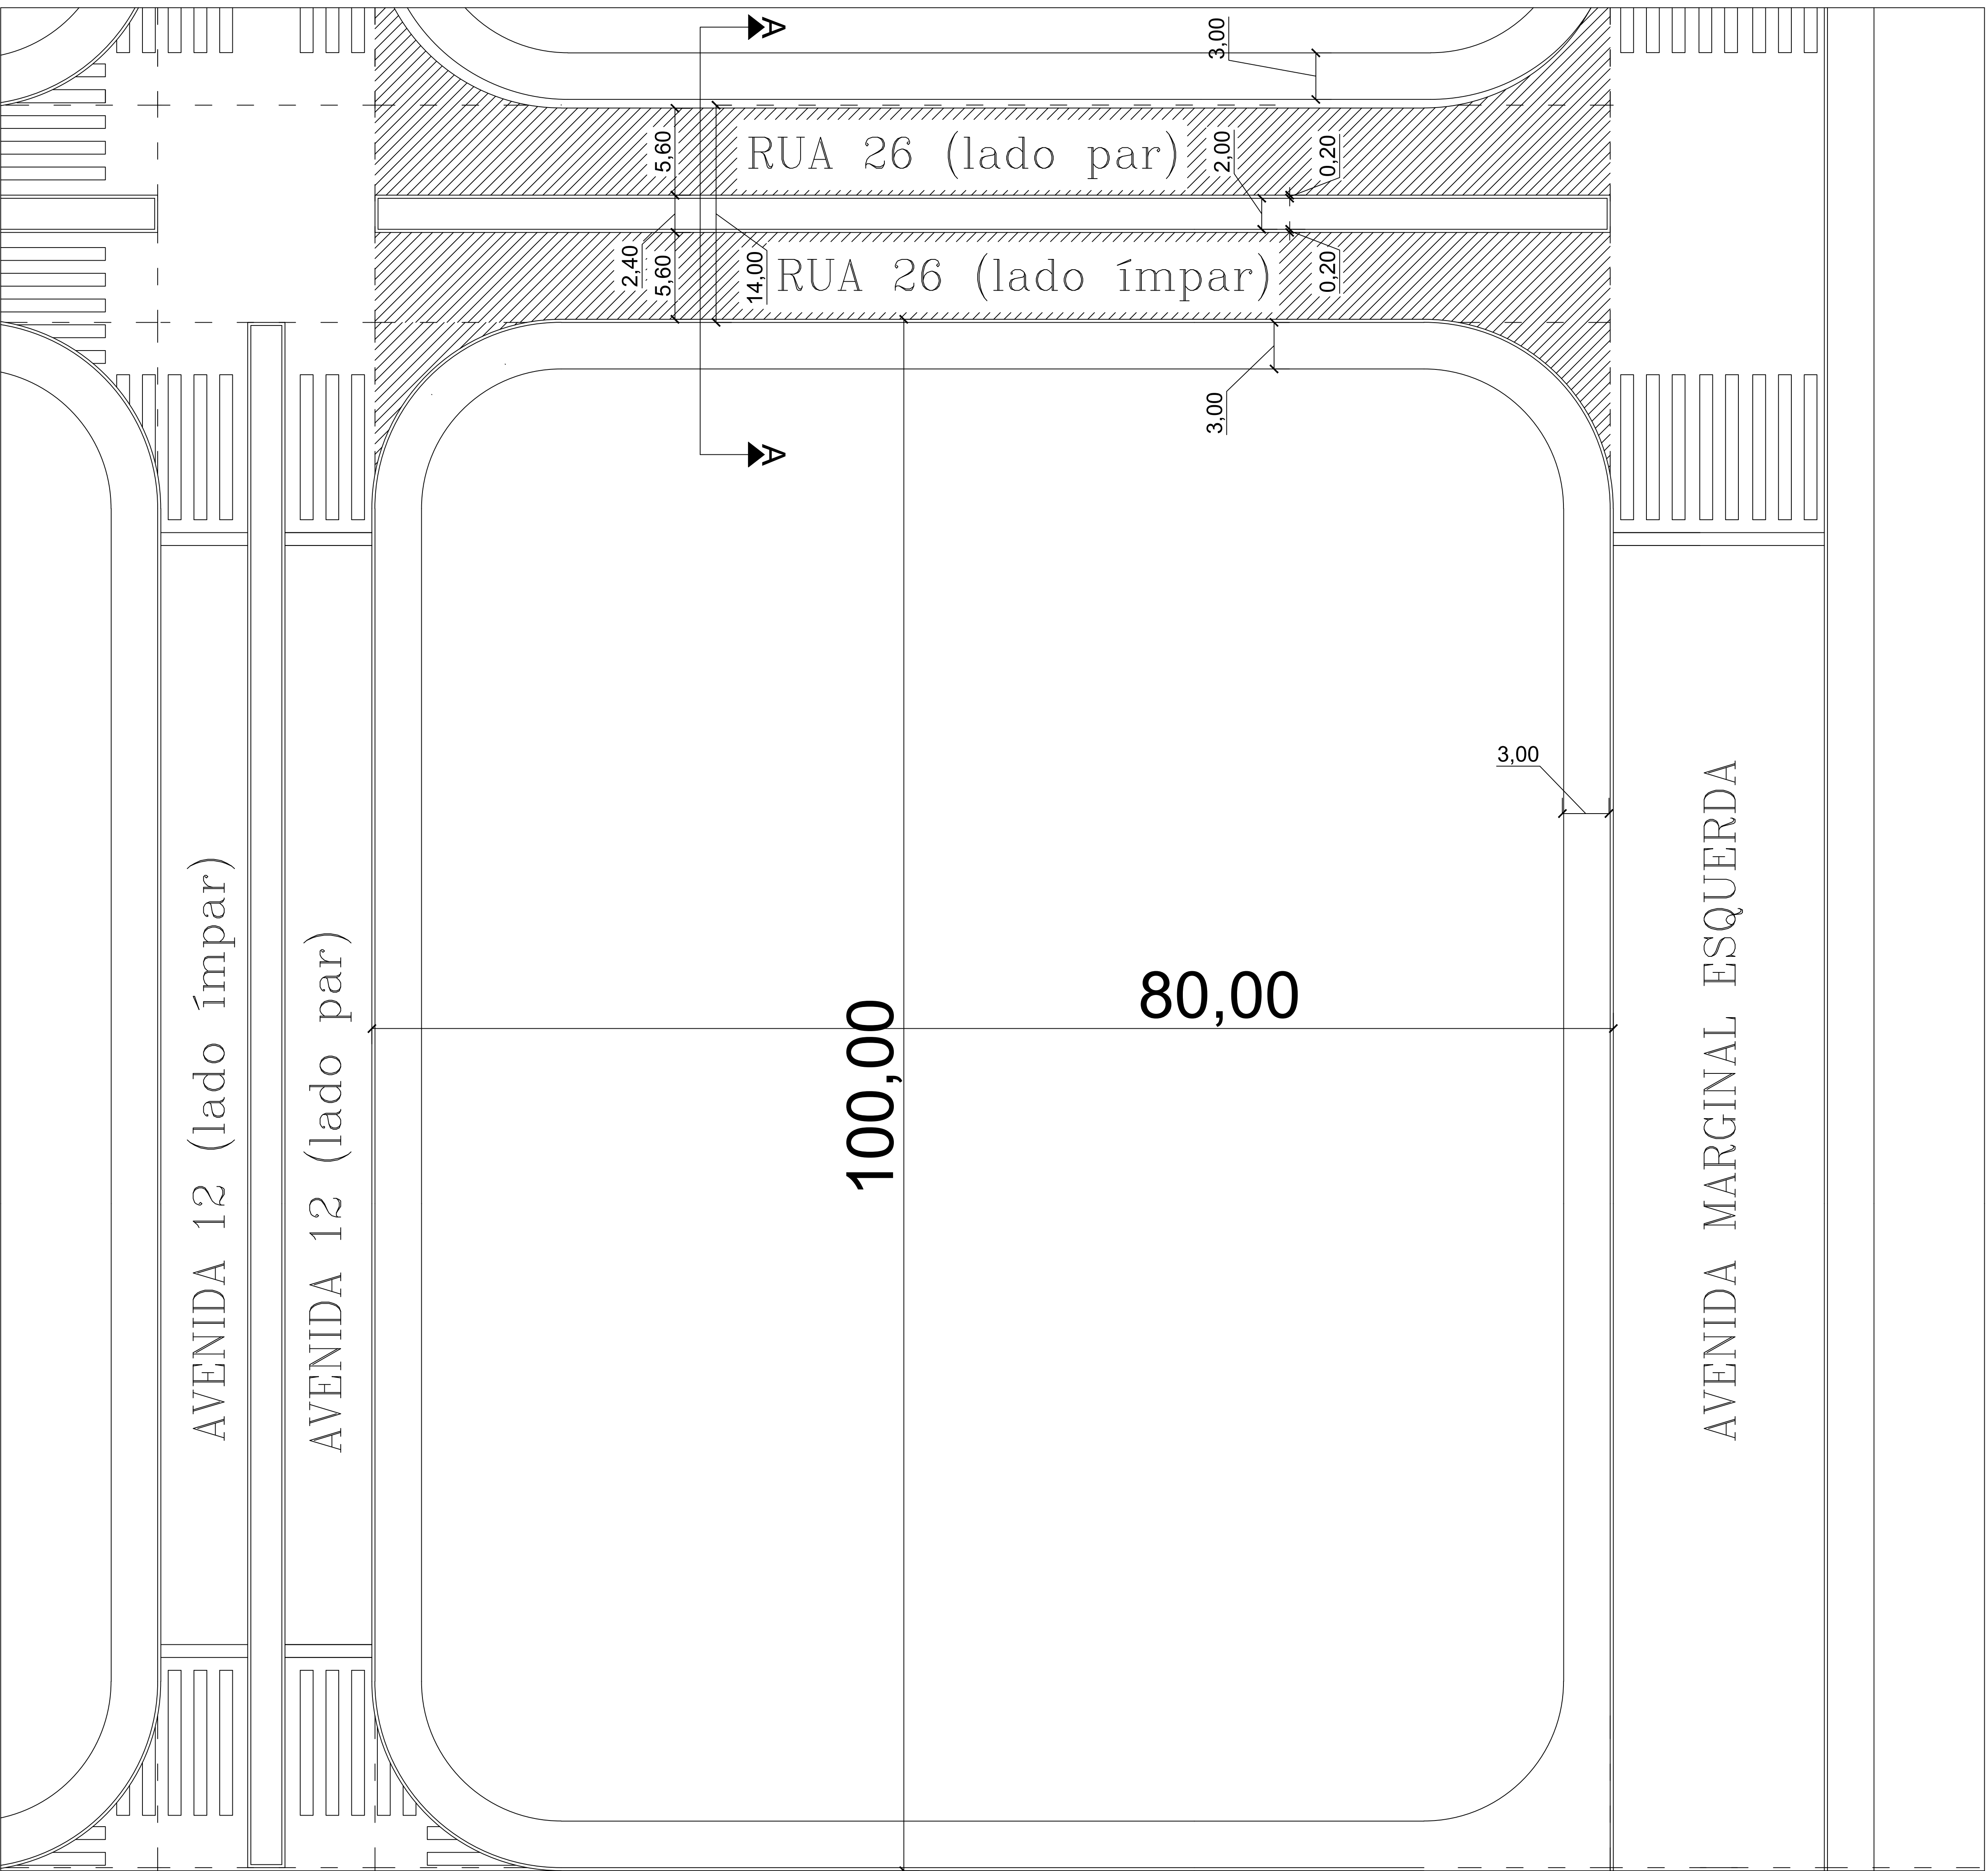 A
3,00
5,60
RUA 26 (lado par)
2,00
0,20
2,40
5,60
14,00
RUA 26 (lado ímpar)
0,20
3,00
A
3,00
AVENIDA 12 (lado ímpar)
AVENIDA 12 (lado par)
100,00
80,00
AVENIDA MARGINAL ESQUERDA